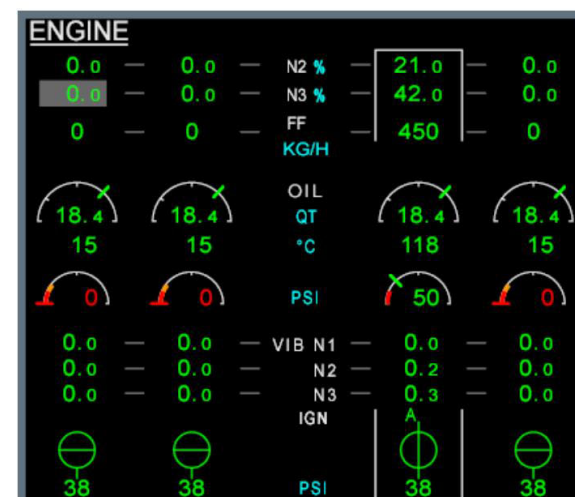 ENGINE
0.0 — 0.0 — N2 % — 21.0 — 0.0
0.0 — 0.0 — N3 % — 42.0 — 0.0
0 — 0 — FF — 450 — 0
KG/H
OIL
18.4 18.4 QT 18.4 18.4
15 15 °C 118 15
0 0 PSI 50 0
0.0 — 0.0 — VIB N1 — 0.0 — 0.0
0.0 — 0.0 — N2 — 0.2 — 0.0
0.0 — 0.0 — N3 — 0.3 — 0.0
IGN A
38 38 PSI 38 38